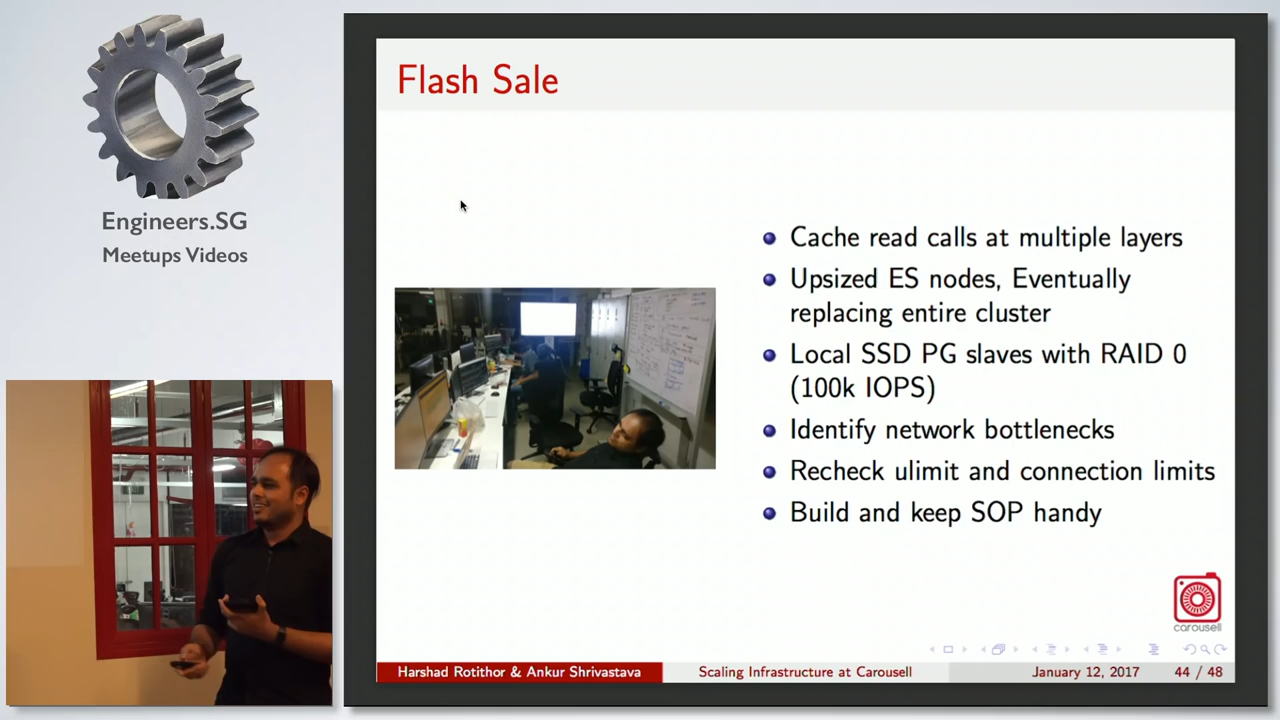 Engineers.SG
Meetups Videos
Flash Sale
Cache read calls at multiple layers
Upsized ES nodes, Eventually
replacing entire cluster
Local SSD PG slaves with RAID 0
(100k IOPS)
Identify network bottlenecks
Recheck ulimit and connection limits
Build and keep SOP handy
carousell
Harshad Rotithor & Ankur Shrivastava
Scaling Infrastructure at Carousell
January 12, 2017
44 / 48